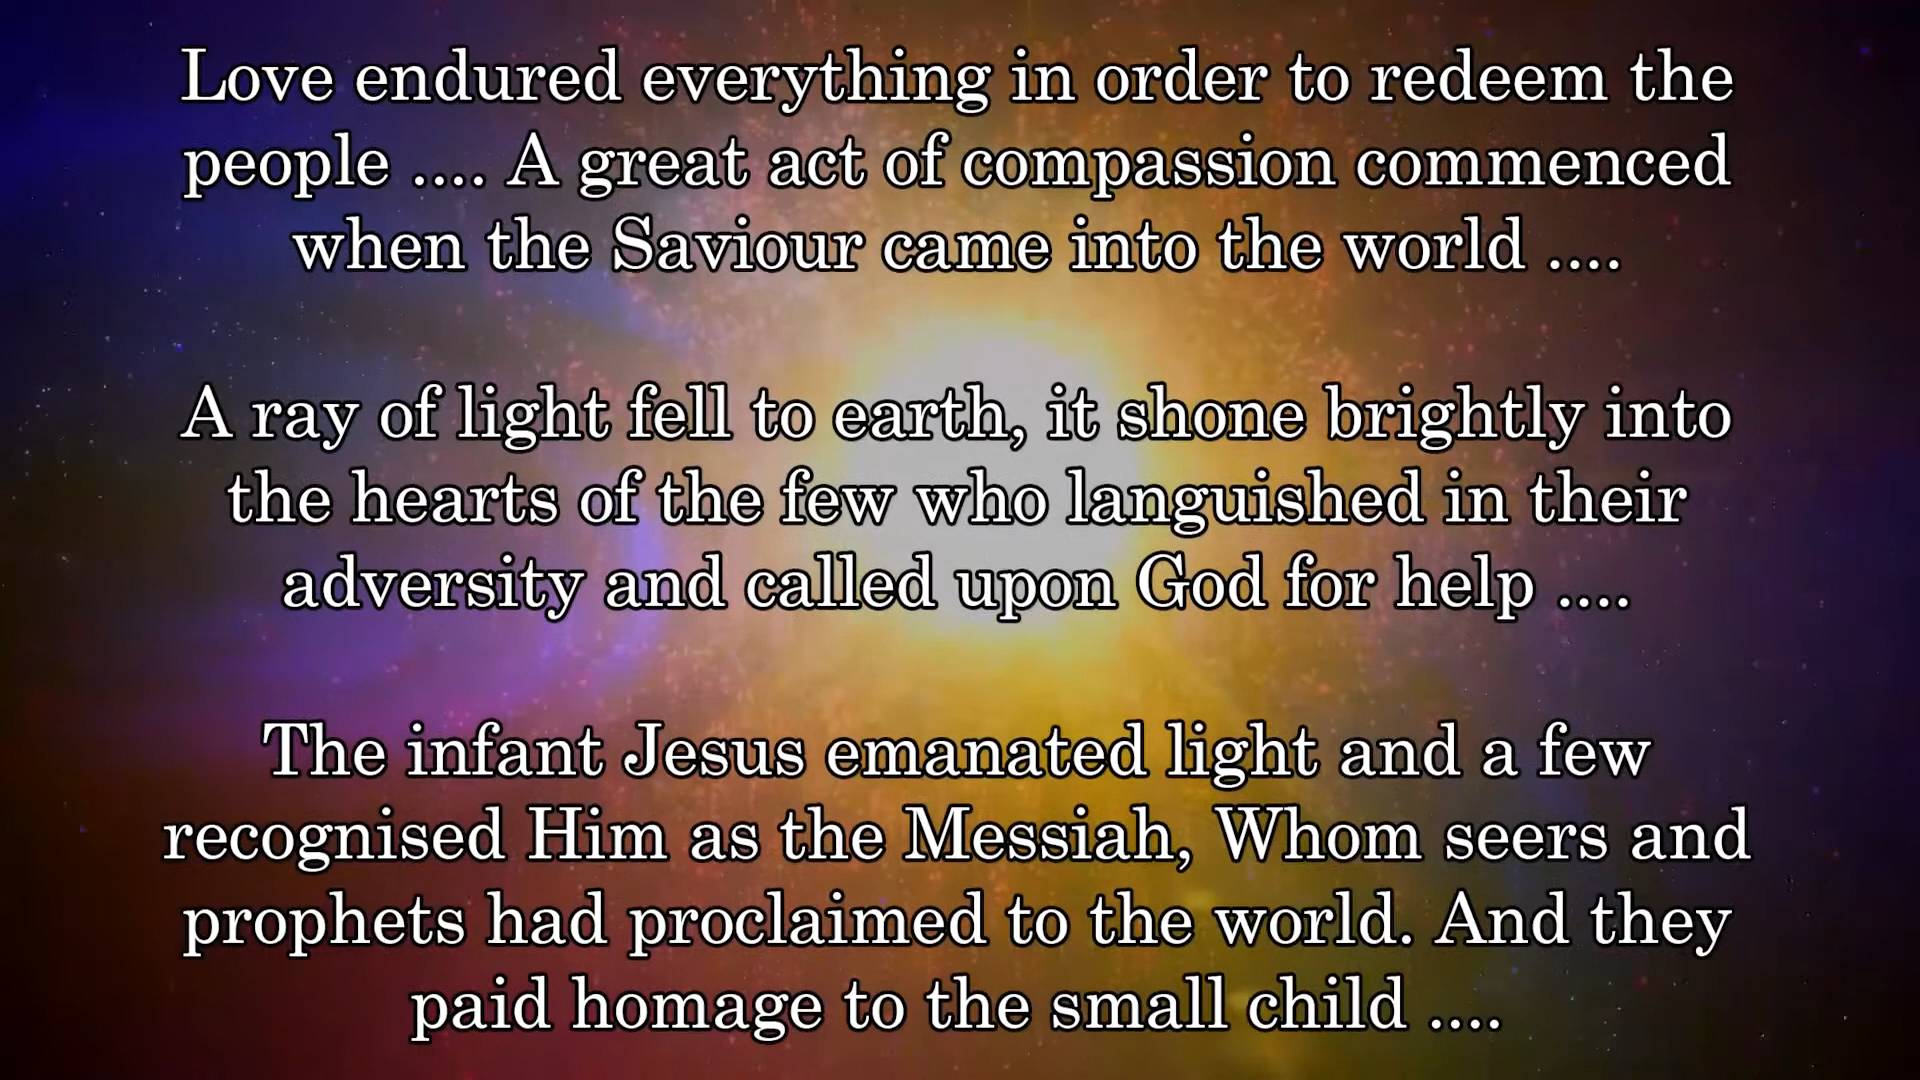 Love endured everything in order to redeem the
people .... A great act of compassion commenced
when the Saviour came into the world ....
A ray of light fell to earth, it shone brightly into
the hearts of the few who languished in their
adversity and called upon God for help ....
The infant Jesus emanated light and a few
recognised Him as the Messiah, Whom seers and
prophets had proclaimed to the world. And they
paid homage to the small child ....